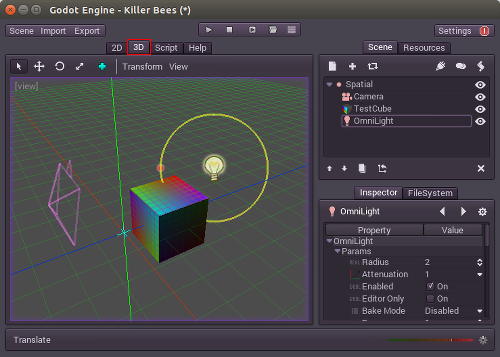 Godot Engine - Killer Bees (*)
Scene Import Export
Settings
2D 3D Script Help
Transform View
[view]
Scene Resources
Spatial
Camera
TestCube
OmniLight
Inspector FileSystem
OmniLight
Property Value
OmniLight
Params
REAL Radius 2
Attenuation 1
Enabled On
Editor Only On
Bake Mode Disabled
Translate